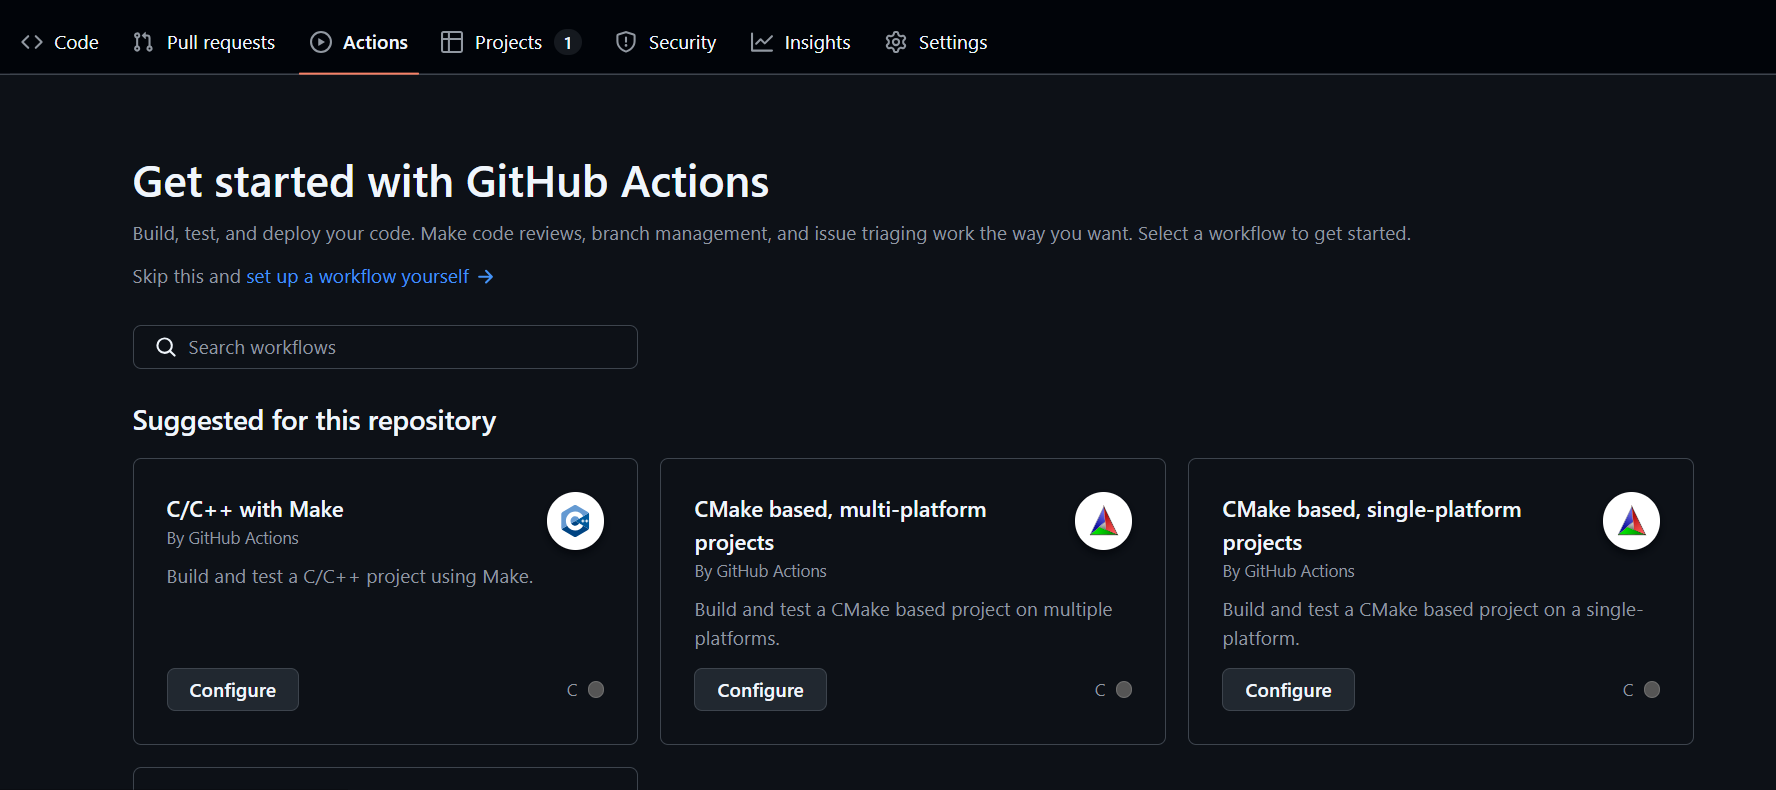 Code Pull requests Actions Projects 1 Security Insights Settings
Get started with GitHub Actions
Build, test, and deploy your code. Make code reviews, branch management, and issue triaging work the way you want. Select a workflow to get started.
Skip this and set up a workflow yourself →
Search workflows
Suggested for this repository
C/C++ with Make
By GitHub Actions
Build and test a C/C++ project using Make.
Configure
C
CMake based, multi-platform
projects
By GitHub Actions
Build and test a CMake based project on multiple
platforms.
Configure
C
CMake based, single-platform
projects
By GitHub Actions
Build and test a CMake based project on a single-
platform.
Configure
C